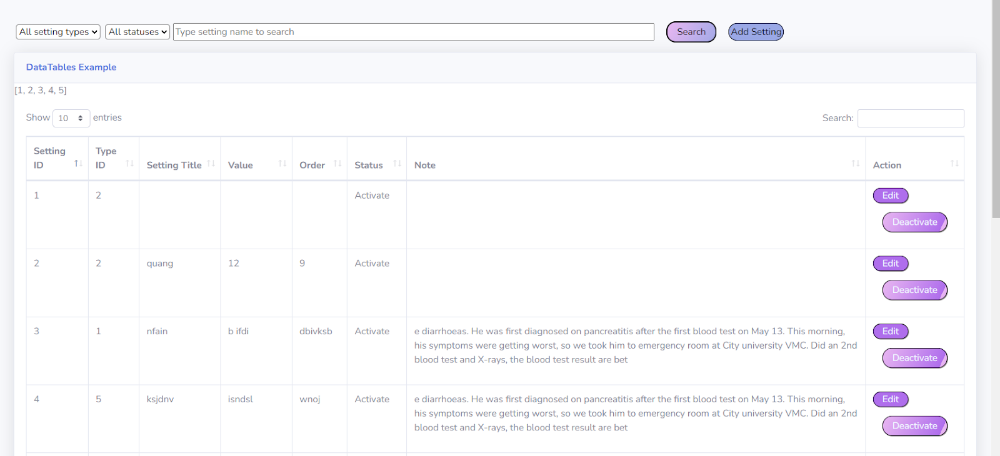 All setting types All statuses Type setting name to search Search Add Setting
DataTables Example
[1, 2, 3, 4, 5]
Show 10 entries Search:
Setting ID Type ID Setting Title Value Order Status Note Action
1 2 Activate Edit
Deactivate
2 2 quang 12 9 Activate Edit
Deactivate
3 1 nfain b ifdi dbivksb Activate e diarrhoeas. He was first diagnosed on pancreatitis after the first blood test on May 13. This morning, Edit
his symptoms were getting worst, so we took him to emergency room at City university VMC. Did an 2nd Deactivate
blood test and X-rays, the blood test result are bet
4 5 ksjdnv isndsl wnoj Activate e diarrhoeas. He was first diagnosed on pancreatitis after the first blood test on May 13. This morning, Edit
his symptoms were getting worst, so we took him to emergency room at City university VMC. Did an 2nd Deactivate
blood test and X-rays, the blood test result are bet